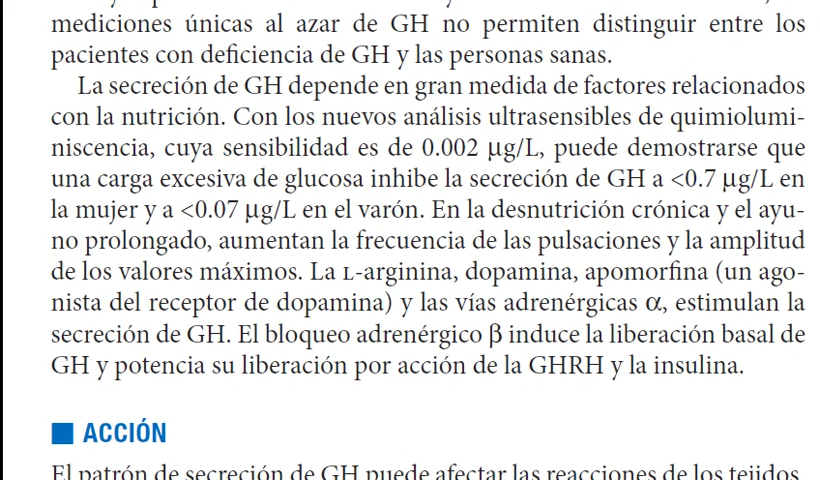 mediciones únicas al azar de GH no permiten distinguir entre los
pacientes con deficiencia de GH y las personas sanas.
La secreción de GH depende en gran medida de factores relacionados
con la nutrición. Con los nuevos análisis ultrasensibles de quimiolumi-
niscencia, cuya sensibilidad es de 0.002 μg/L, puede demostrarse que
una carga excesiva de glucosa inhibe la secreción de GH a <0.7 μg/L en
la mujer y a <0.07 μg/L en el varón. En la desnutrición crónica y el ayu-
no prolongado, aumentan la frecuencia de las pulsaciones y la amplitud
de los valores máximos. La L-arginina, dopamina, apomorfina (un ago-
nista del receptor de dopamina) y las vías adrenérgicas α, estimulan la
secreción de GH. El bloqueo adrenérgico β induce la liberación basal de
GH y potencia su liberación por acción de la GHRH y la insulina.
■ ACCIÓN
El patrón de secreción de GH puede afectar las reacciones de los tejidos.